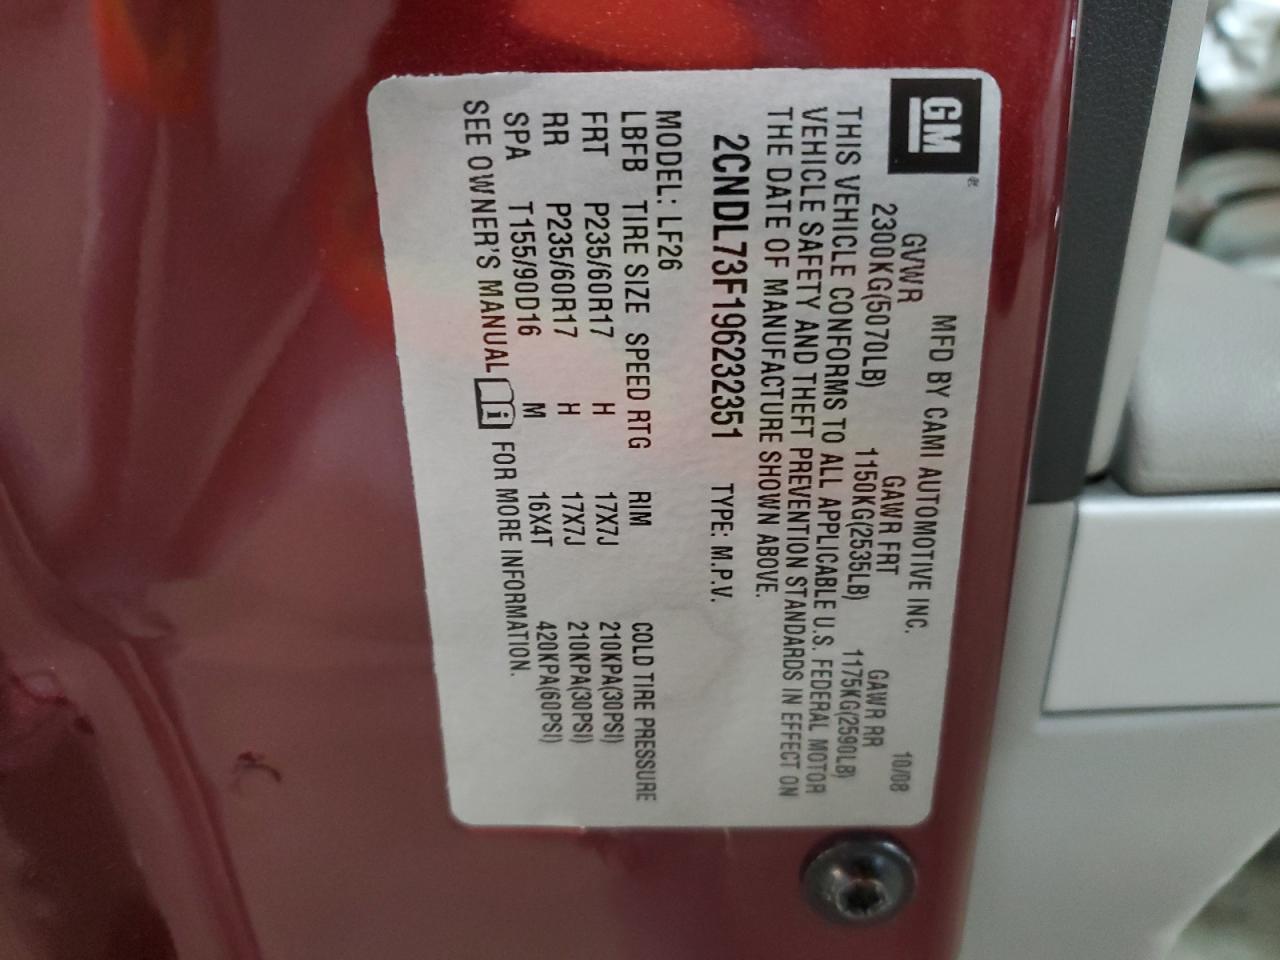 GM
MFD BY CAMI AUTOMOTIVE INC. 10/08
GVWR GAWR FRT GAWR RR
2300KG(5070LB) 1150KG(2535LB) 1175KG(2590LB)
THIS VEHICLE CONFORMS TO ALL APPLICABLE U.S. FEDERAL MOTOR
VEHICLE SAFETY AND THEFT PREVENTION STANDARDS IN EFFECT ON
THE DATE OF MANUFACTURE SHOWN ABOVE.
2CNDL73F196232351 TYPE: M.P.V.
MODEL: LF26
LBFB TIRE SIZE SPEED RTG RIM COLD TIRE PRESSURE
FRT P235/60R17 H 17X7J 210KPA(30PSI)
RR P235/60R17 H 17X7J 210KPA(30PSI)
SPA T155/90D16 M 16X4T 420KPA(60PSI)
SEE OWNER'S MANUAL i FOR MORE INFORMATION.